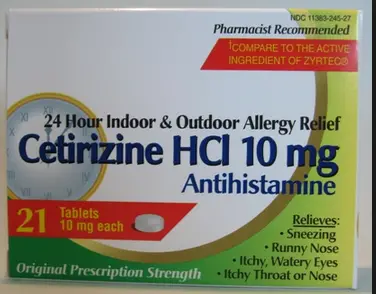 NDC 11383-245-27
Pharmacist Recommended
†COMPARE TO THE ACTIVE
INGREDIENT OF ZYRTEC®
24 Hour Indoor & Outdoor Allergy Relief
Cetirizine HCl 10 mg
Antihistamine
21 Tablets
10 mg each
Relieves:
• Sneezing
• Runny Nose
• Itchy, Watery Eyes
• Itchy Throat or Nose
Original Prescription Strength